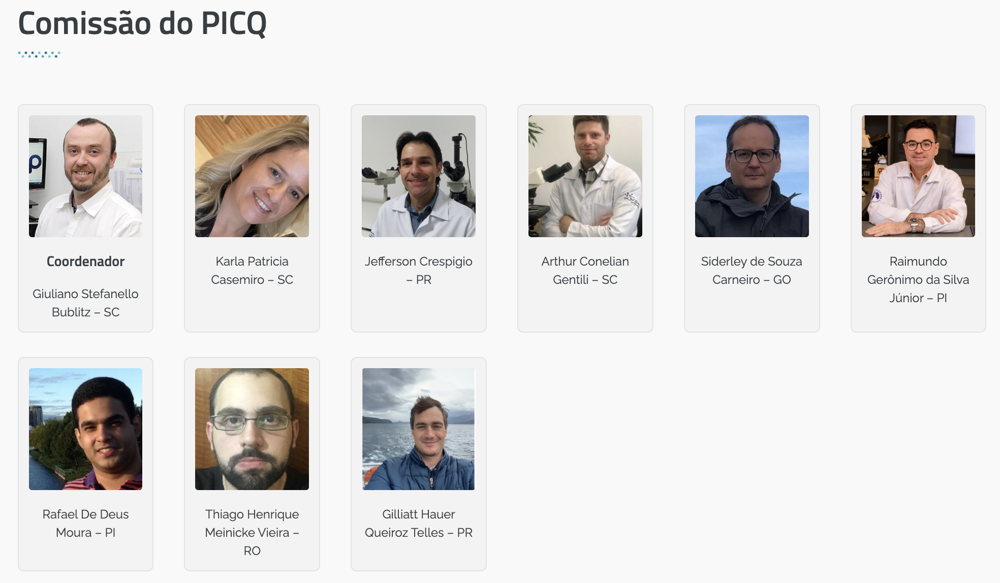 Comissão do PICQ
Coordenador
Giuliano Stefanello
Bublitz – SC
Karla Patricia
Casemiro – SC
Jefferson Crespigio
– PR
Arthur Conelian
Gentili – SC
Siderley de Souza
Carneiro – GO
Raimundo
Gerônimo da Silva
Júnior – PI
Rafael De Deus
Moura – PI
Thiago Henrique
Meinicke Vieira –
RO
Gilliatt Hauer
Queiroz Telles – PR